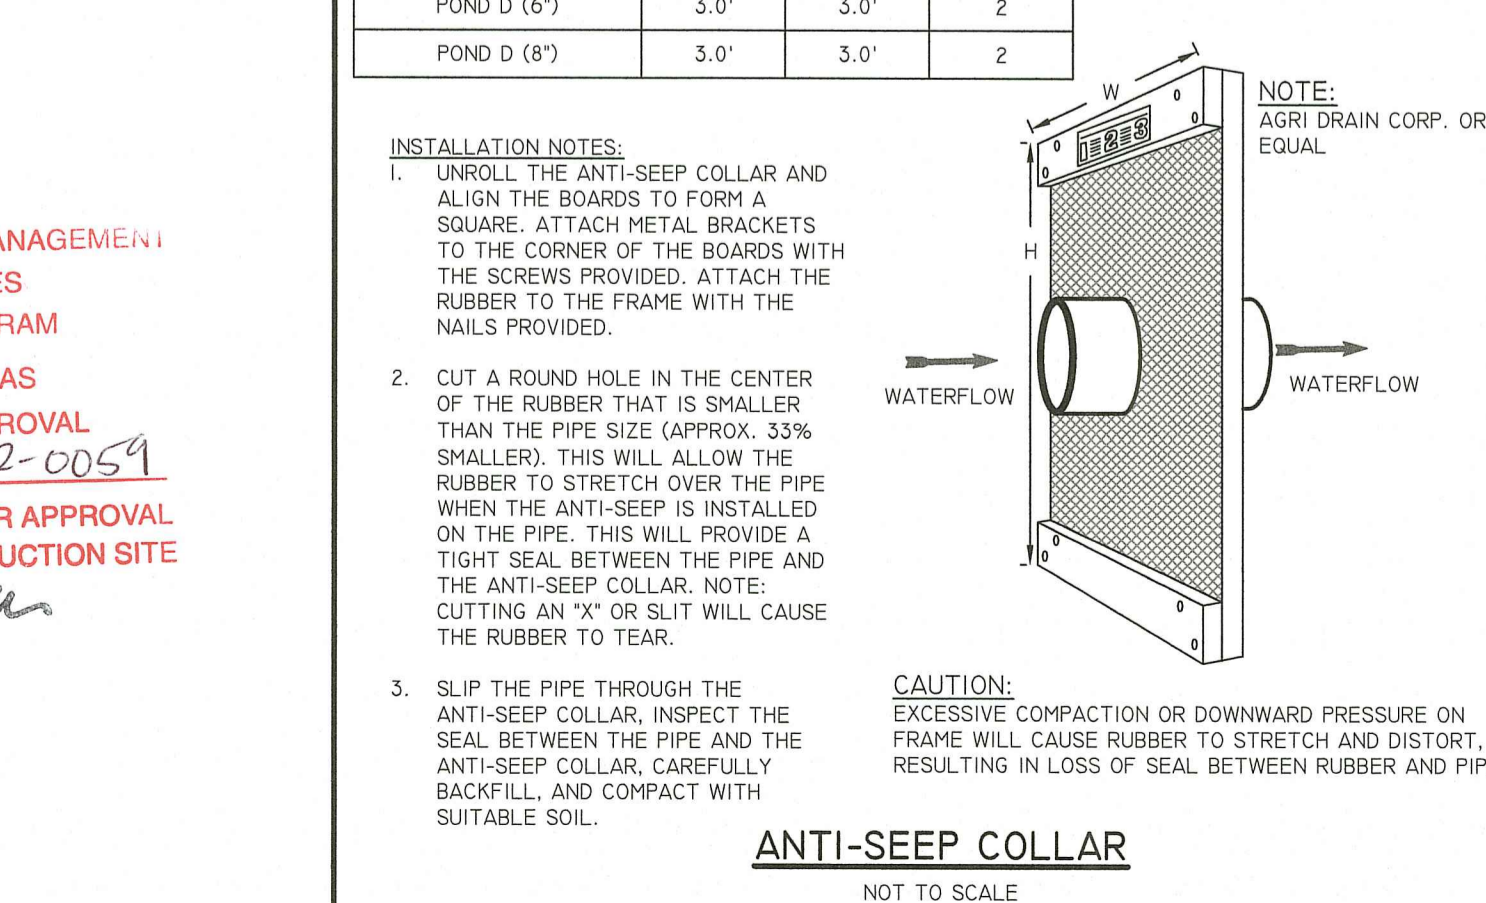 POND D (6") 3.0' 3.0' 2
POND D (8") 3.0' 3.0' 2
INSTALLATION NOTES:
1. UNROLL THE ANTI-SEEP COLLAR AND
ALIGN THE BOARDS TO FORM A
SQUARE. ATTACH METAL BRACKETS
TO THE CORNER OF THE BOARDS WITH
THE SCREWS PROVIDED. ATTACH THE
RUBBER TO THE FRAME WITH THE
NAILS PROVIDED.
2. CUT A ROUND HOLE IN THE CENTER
OF THE RUBBER THAT IS SMALLER
THAN THE PIPE SIZE (APPROX. 33%
SMALLER). THIS WILL ALLOW THE
RUBBER TO STRETCH OVER THE PIPE
WHEN THE ANTI-SEEP IS INSTALLED
ON THE PIPE. THIS WILL PROVIDE A
TIGHT SEAL BETWEEN THE PIPE AND
THE ANTI-SEEP COLLAR. NOTE:
CUTTING AN "X" OR SLIT WILL CAUSE
THE RUBBER TO TEAR.
3. SLIP THE PIPE THROUGH THE
ANTI-SEEP COLLAR, INSPECT THE
SEAL BETWEEN THE PIPE AND THE
ANTI-SEEP COLLAR, CAREFULLY
BACKFILL, AND COMPACT WITH
SUITABLE SOIL.
W
1 2 3
H
WATERFLOW
WATERFLOW
NOTE:
AGRI DRAIN CORP. OR
EQUAL
CAUTION:
EXCESSIVE COMPACTION OR DOWNWARD PRESSURE ON
FRAME WILL CAUSE RUBBER TO STRETCH AND DISTORT,
RESULTING IN LOSS OF SEAL BETWEEN RUBBER AND PIP
ANTI-SEEP COLLAR
NOT TO SCALE
ANAGEMENT
ES
RAM
AS
ROVAL
2-0059
R APPROVAL
UCTION SITE